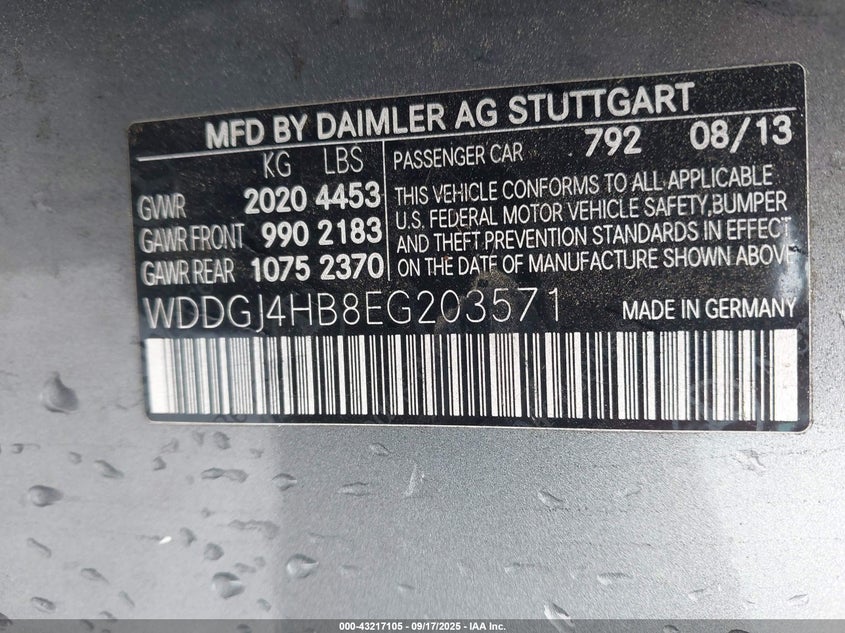 MFD BY DAIMLER AG STUTTGART
KG LBS
PASSENGER CAR 792 08/13
GVWR 2020 4453
GAWR FRONT 990 2183
GAWR REAR 1075 2370
THIS VEHICLE CONFORMS TO ALL APPLICABLE
U.S. FEDERAL MOTOR VEHICLE SAFETY,BUMPER
AND THEFT PREVENTION STANDARDS IN EFFECT
ON THE DATE OF MANUFACTURE SHOWN ABOVE
WDDGJ4HB8EG203571 MADE IN GERMANY
000-43217105 - 09/17/2025 - IAA Inc.